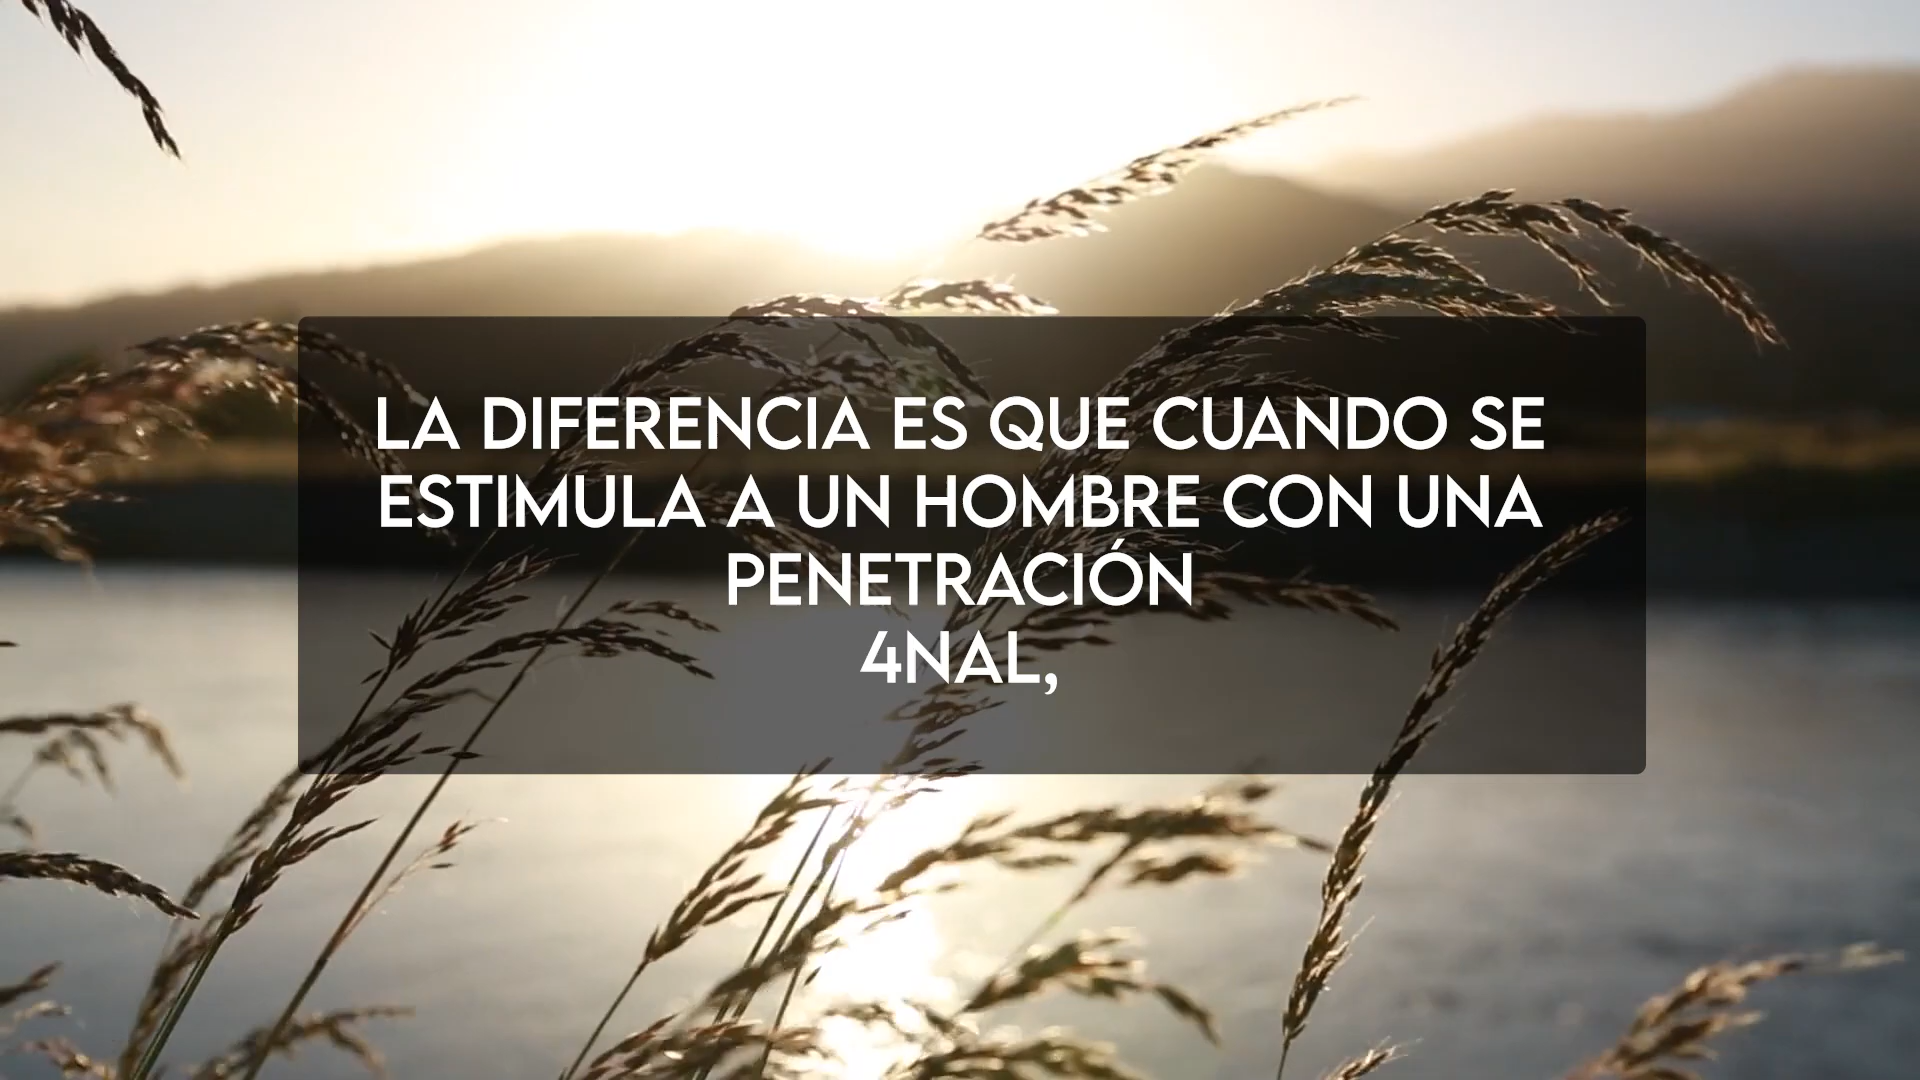 LA DIFERENCIA ES QUE CUANDO SE
ESTIMULA A UN HOMBRE CON UNA
PENETRACIÓN
4NAL,